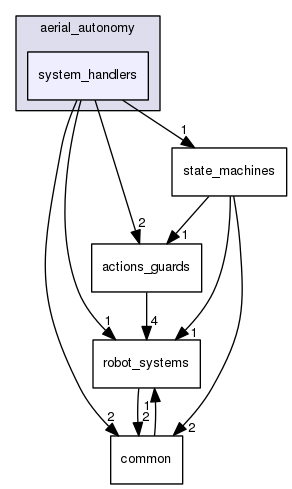 aerial_autonomy
system_handlers
1
state_machines
2
1
actions_guards
4
1
1
robot_systems
1
2
2
2
common